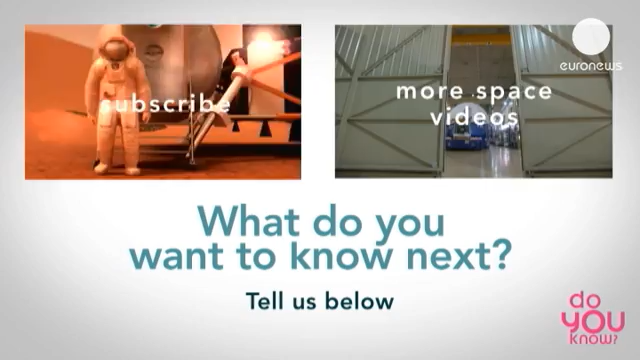 subscribe
more space
videos
euronews
What do you
want to know next?
Tell us below
do
YOU
know?